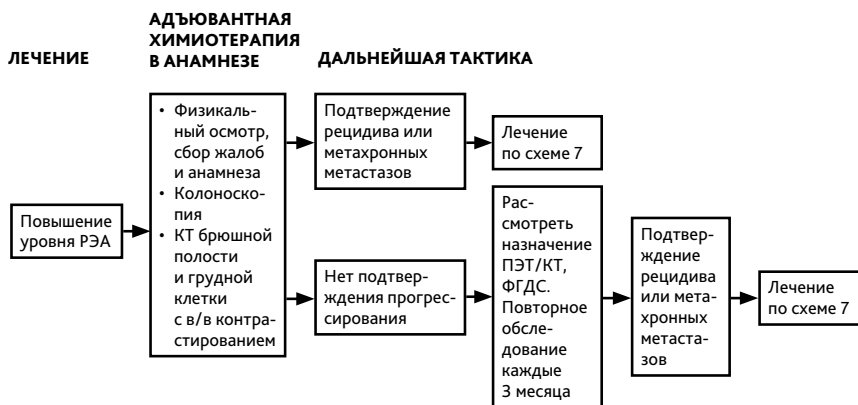 ЛЕЧЕНИЕ
АДЪЮВАНТНАЯ
ХИМИОТЕРАПИЯ
В АНАМНЕЗЕ
ДАЛЬНЕЙШАЯ ТАКТИКА
Повышение
уровня РЭА
• Физикаль-
ный осмотр,
сбор жалоб
и анамнеза
• Колоноско-
пия
• КТ брюшной
полости
и грудной
клетки
с в/в контра-
стированием
Подтверждение
рецидива или
метахронных
метастазов
Лечение
по схеме 7
Нет подтвер-
ждения прогрес-
сирования
Рас-
смотреть
назначение
ПЭТ/КТ,
ФГДС.
Повторное
обсле-
дование
каждые
3 месяца
Подтвер-
ждение
рецидива
или мета-
хронных
метаста-
зов
Лечение
по схеме 7